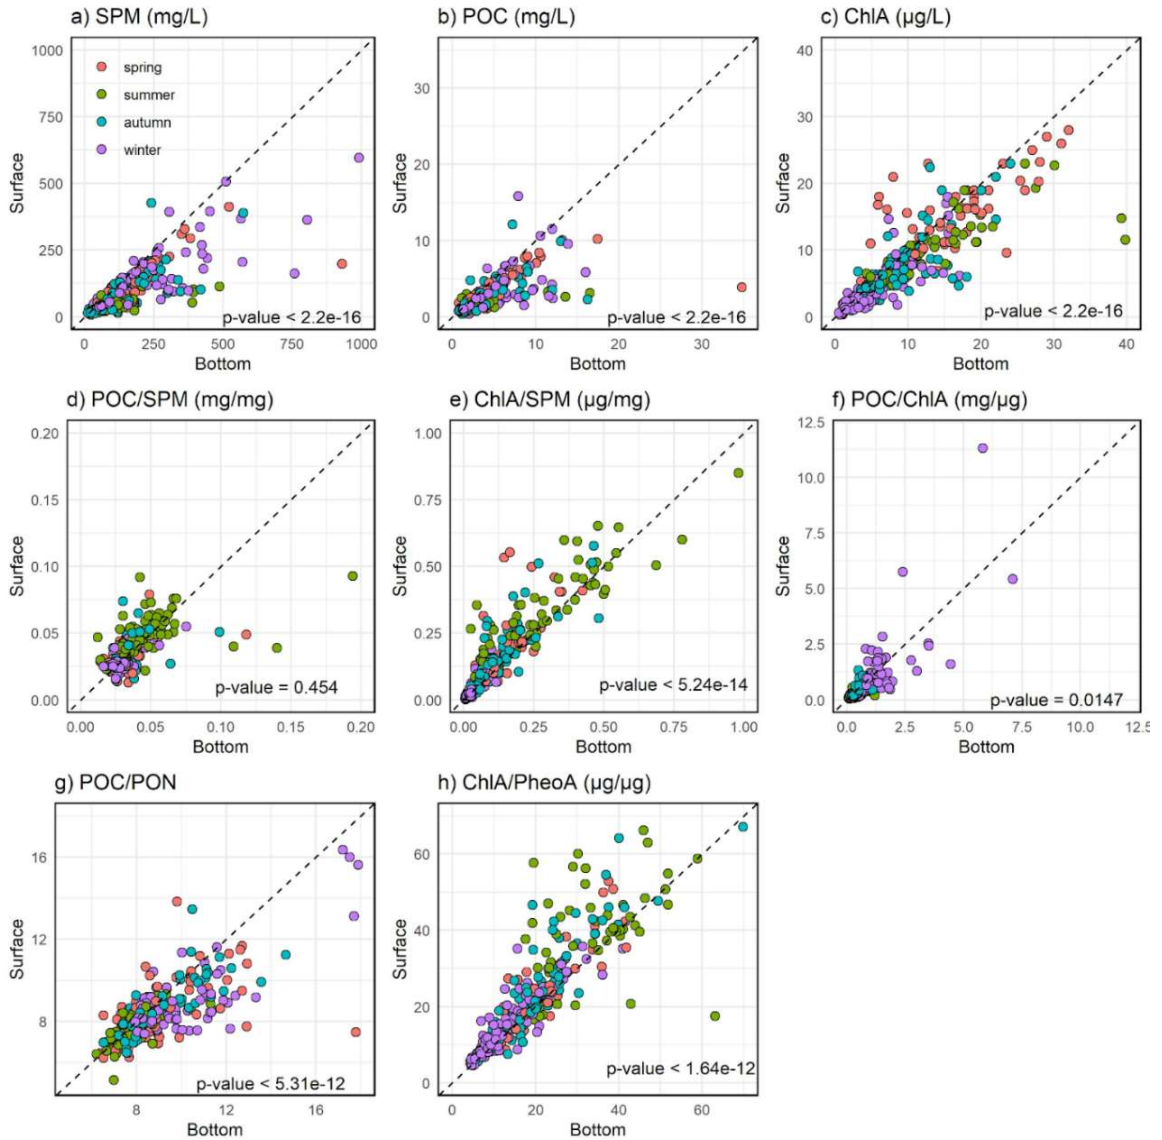 a) SPM (mg/L)
b) POC (mg/L)
c) ChlA (µg/L)
1000
750
500
250
0
Surface
spring
summer
autumn
winter
p-value < 2.2e-16
0 250 500 750 1000
Bottom
30
20
10
0
Surface
p-value < 2.2e-16
0 10 20 30
Bottom
40
30
20
10
0
Surface
p-value < 2.2e-16
0 10 20 30 40
Bottom
d) POC/SPM (mg/mg)
e) ChlA/SPM (µg/mg)
f) POC/ChlA (mg/µg)
0.20
0.15
0.10
0.05
0.00
Surface
p-value = 0.454
0.00 0.05 0.10 0.15 0.20
Bottom
1.00
0.75
0.50
0.25
0.00
Surface
p-value < 5.24e-14
0.00 0.25 0.50 0.75 1.00
Bottom
12.5
10.0
7.5
5.0
2.5
0.0
Surface
p-value = 0.0147
0.0 2.5 5.0 7.5 10.0 12.5
Bottom
g) POC/PON
h) ChlA/PheoA (µg/µg)
16
12
8
Surface
p-value < 5.31e-12
8 12 16
Bottom
60
40
20
0
Surface
p-value < 1.64e-12
0 20 40 60
Bottom